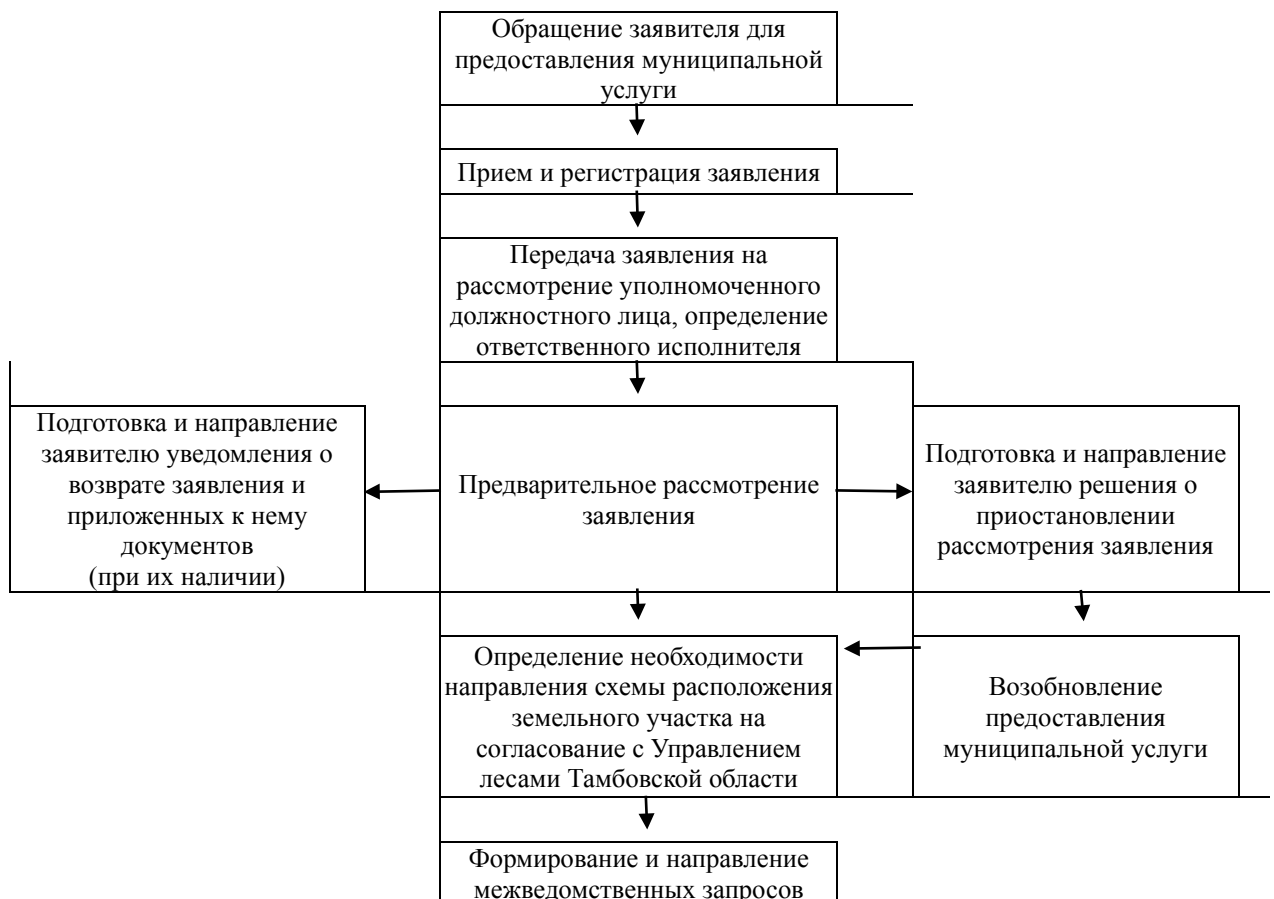 Обращение заявителя для
предоставления муниципальной
услуги
Прием и регистрация заявления
Передача заявления на
рассмотрение уполномоченного
должностного лица, определение
ответственного исполнителя
Подготовка и направление
заявителю уведомления о
возврате заявления и
приложенных к нему
документов
(при их наличии)
Предварительное рассмотрение
заявления
Подготовка и направление
заявителю решения о
приостановлении
рассмотрения заявления
Определение необходимости
направления схемы расположения
земельного участка на
согласование с Управлением
лесами Тамбовской области
Возобновление
предоставления
муниципальной услуги
Формирование и направление
межведомственных запросов